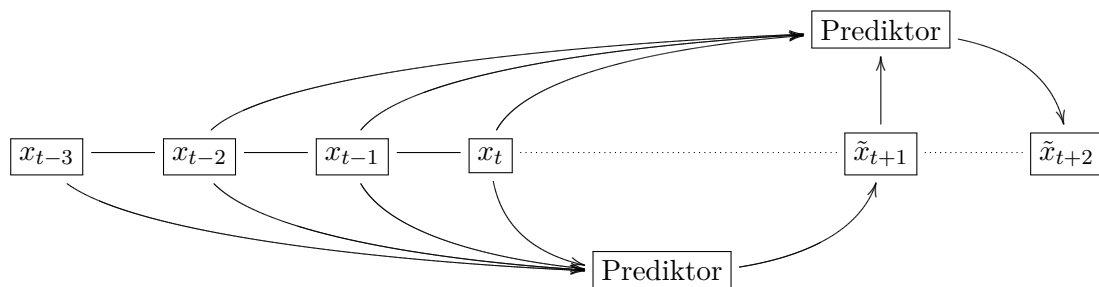 Prediktor
x_{t-3} x_{t-2} x_{t-1} x_t x̃_{t+1} x̃_{t+2}
Prediktor